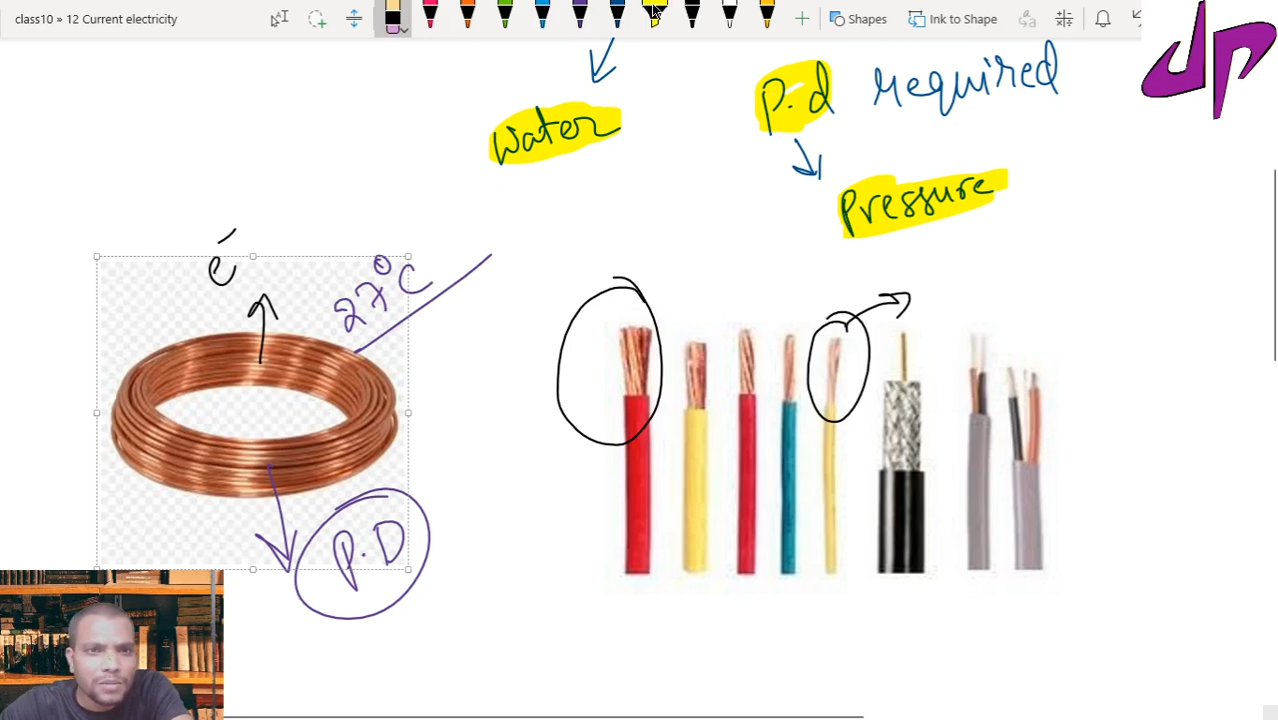 class10 » 12 Current electricity
Shapes
Ink to Shape
water
P.d required
Pressure
e⁻
27°C
P.D
dp